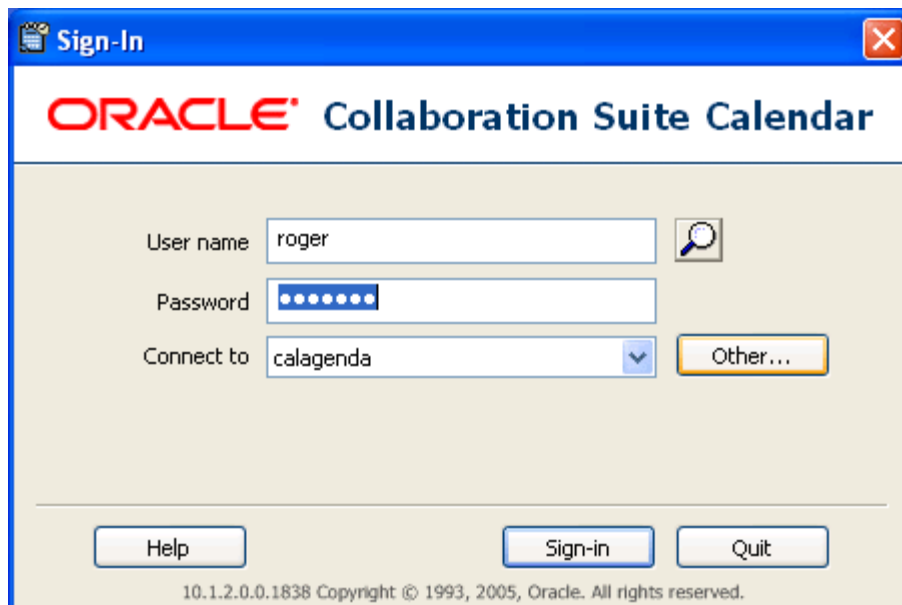 Sign-In
ORACLE Collaboration Suite Calendar
User name roger
Password •••••••
Connect to calagenda Other...
Help Sign-in Quit
10.1.2.0.0.1838 Copyright © 1993, 2005, Oracle. All rights reserved.